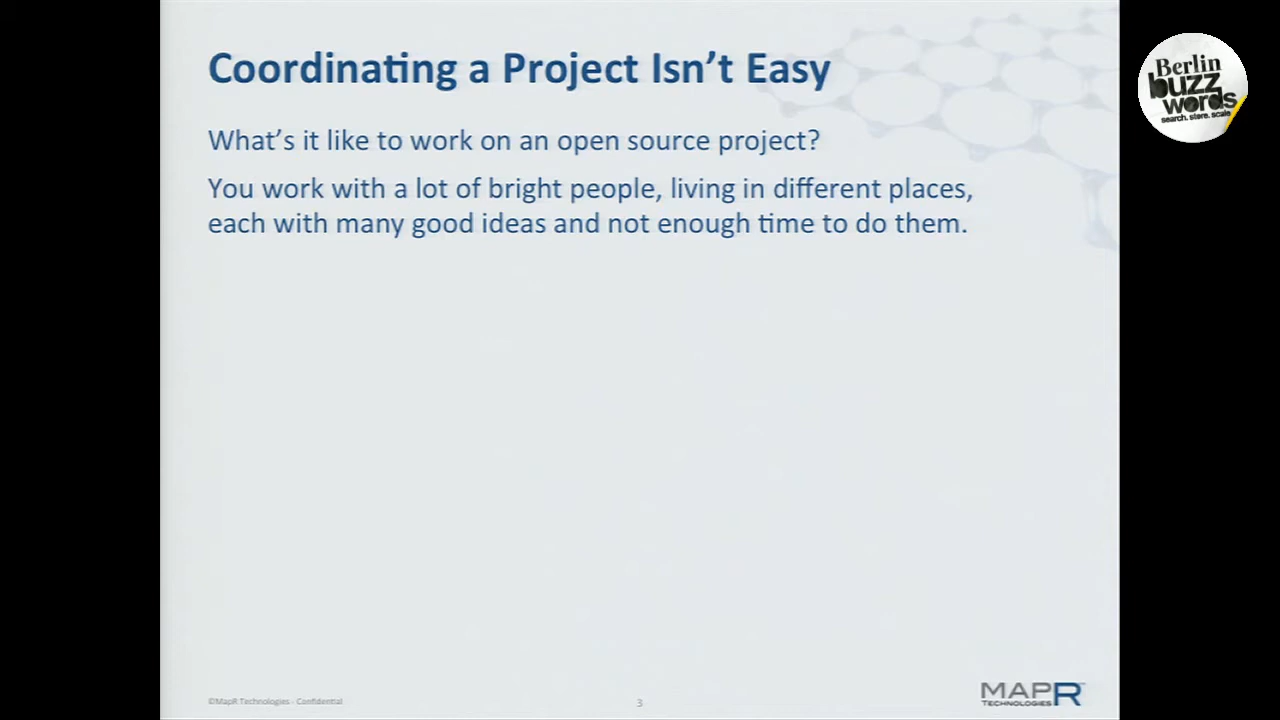 Coordinating a Project Isn't Easy
Berlin
buzz
words
search. store. scale
What's it like to work on an open source project?
You work with a lot of bright people, living in different places,
each with many good ideas and not enough time to do them.
©MapR Technologies - Confidential
3
MAPR
TECHNOLOGIES